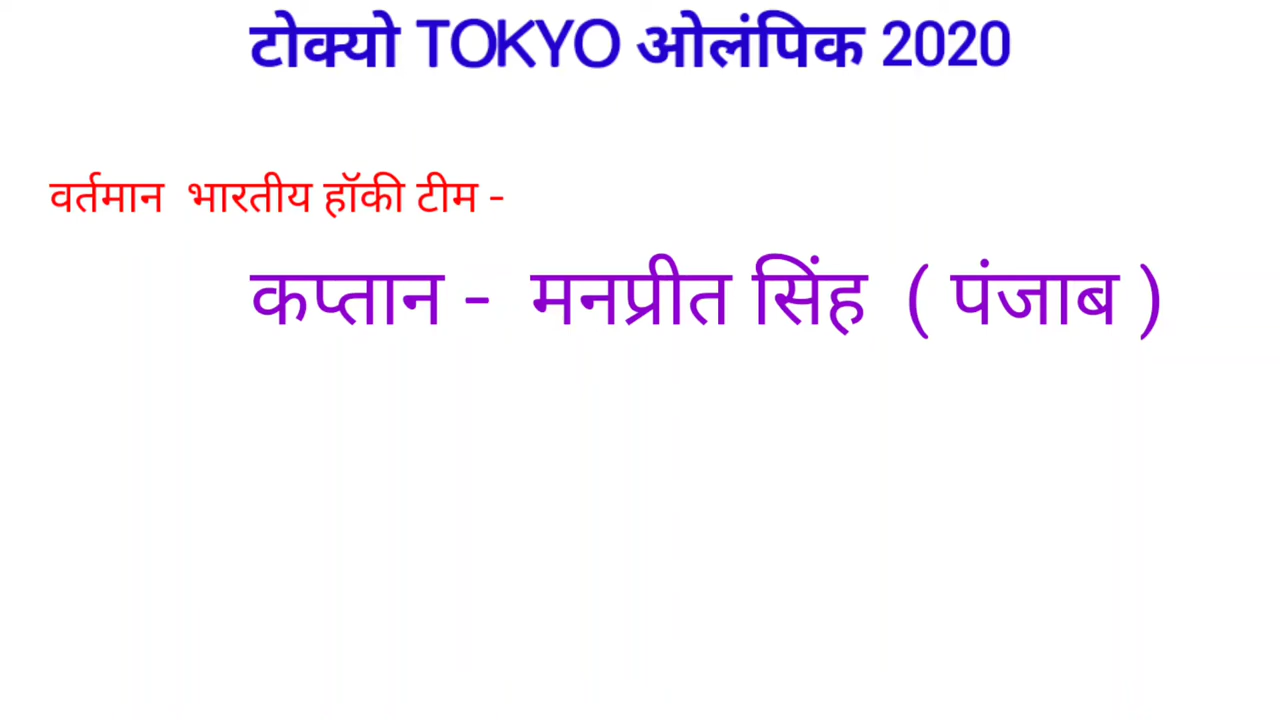 टोक्यो TOKYO ओलंपिक 2020
वर्तमान भारतीय हॉकी टीम -
कप्तान - मनप्रीत सिंह ( पंजाब )